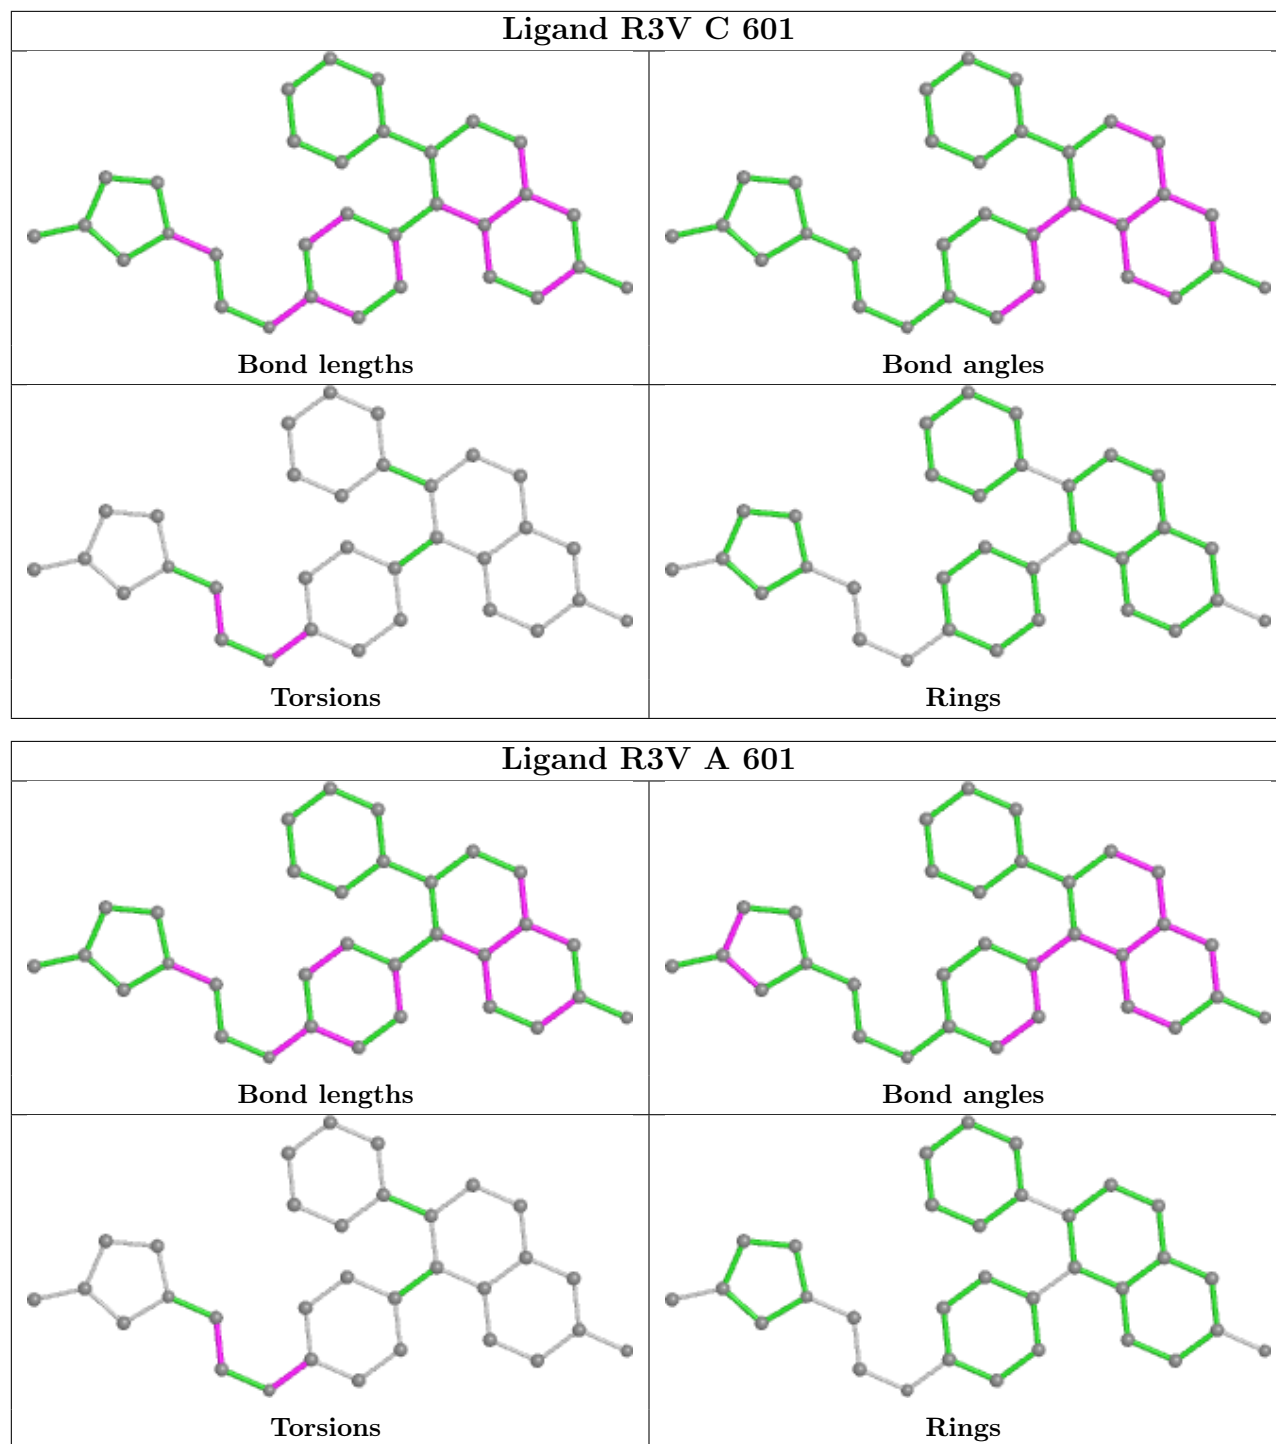 Ligand R3V C 601
Bond lengths
Bond angles
Torsions
Rings
Ligand R3V A 601
Bond lengths
Bond angles
Torsions
Rings